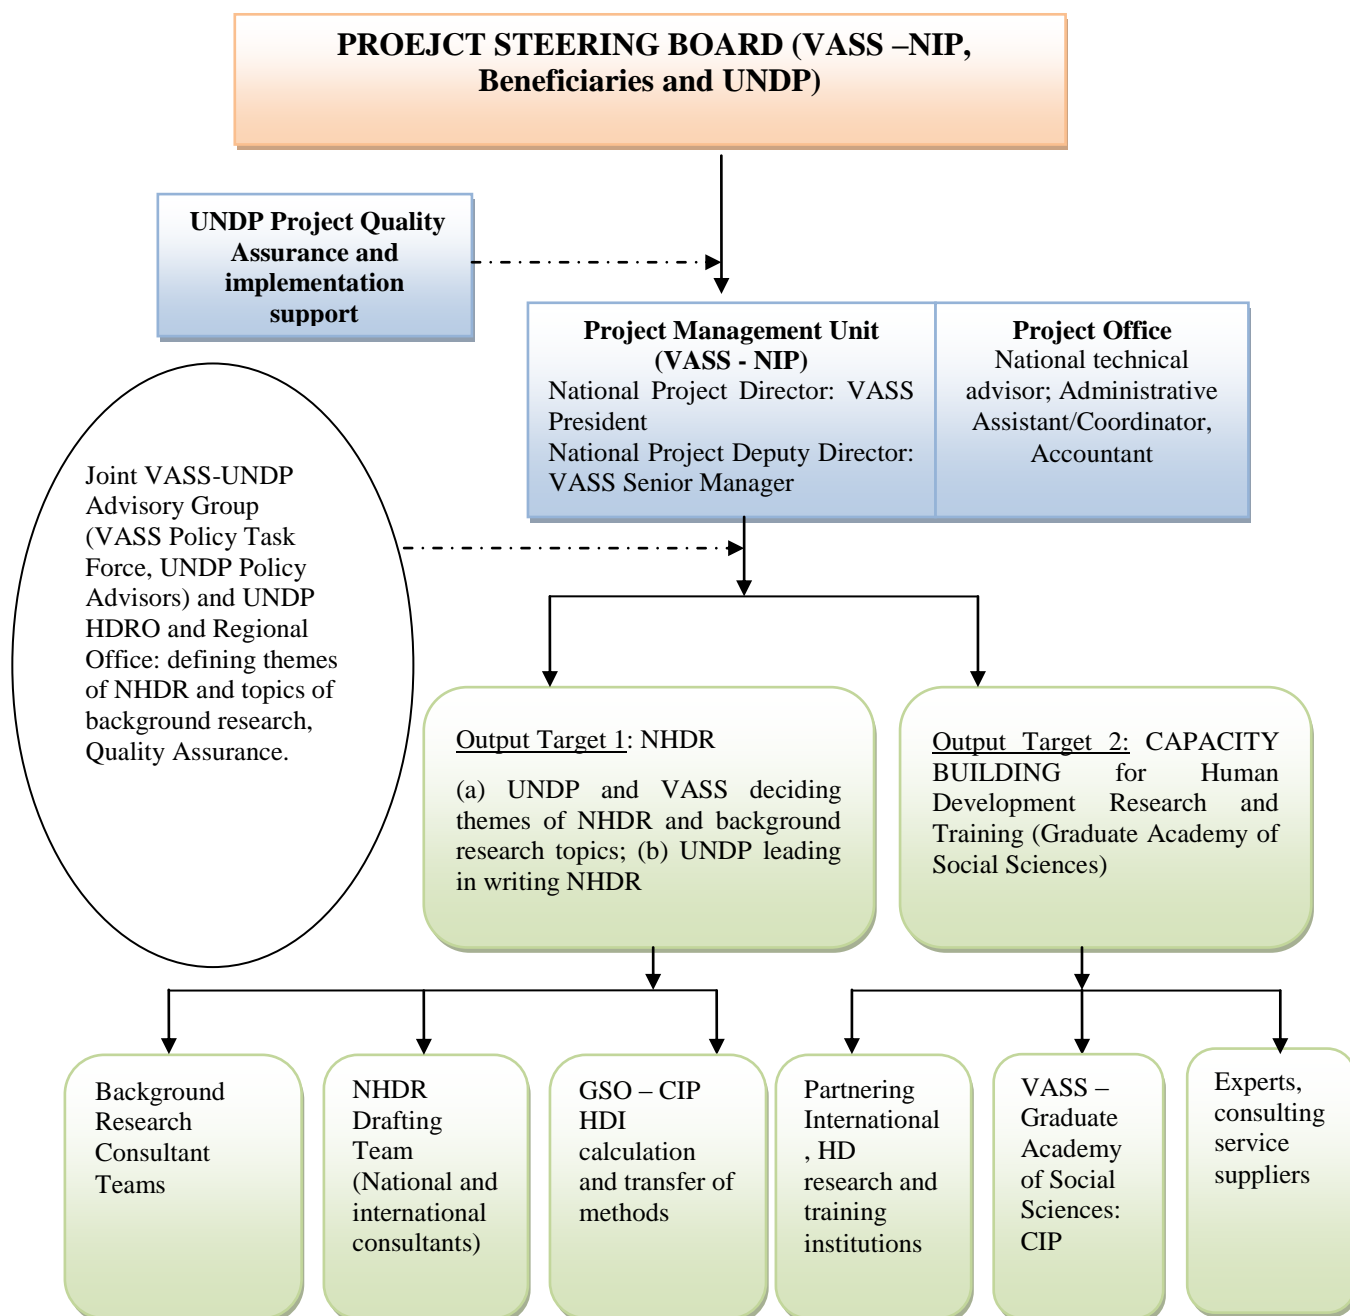 PROEJCT STEERING BOARD (VASS –NIP,
Beneficiaries and UNDP)
UNDP Project Quality
Assurance and
implementation
support
Project Management Unit
(VASS - NIP)
National Project Director: VASS
President
National Project Deputy Director:
VASS Senior Manager
Project Office
National technical
advisor; Administrative
Assistant/Coordinator,
Accountant
Joint VASS-UNDP
Advisory Group
(VASS Policy Task
Force, UNDP Policy
Advisors) and UNDP
HDRO and Regional
Office: defining themes
of NHDR and topics of
background research,
Quality Assurance.
Output Target 1: NHDR
(a) UNDP and VASS deciding
themes of NHDR and background
research topics; (b) UNDP leading
in writing NHDR
Output Target 2: CAPACITY
BUILDING for Human
Development Research and
Training (Graduate Academy of
Social Sciences)
Background
Research
Consultant
Teams
NHDR
Drafting
Team
(National and
international
consultants)
GSO – CIP
HDI
calculation
and transfer of
methods
Partnering
International
, HD
research and
training
institutions
VASS –
Graduate
Academy
of Social
Sciences:
CIP
Experts,
consulting
service
suppliers